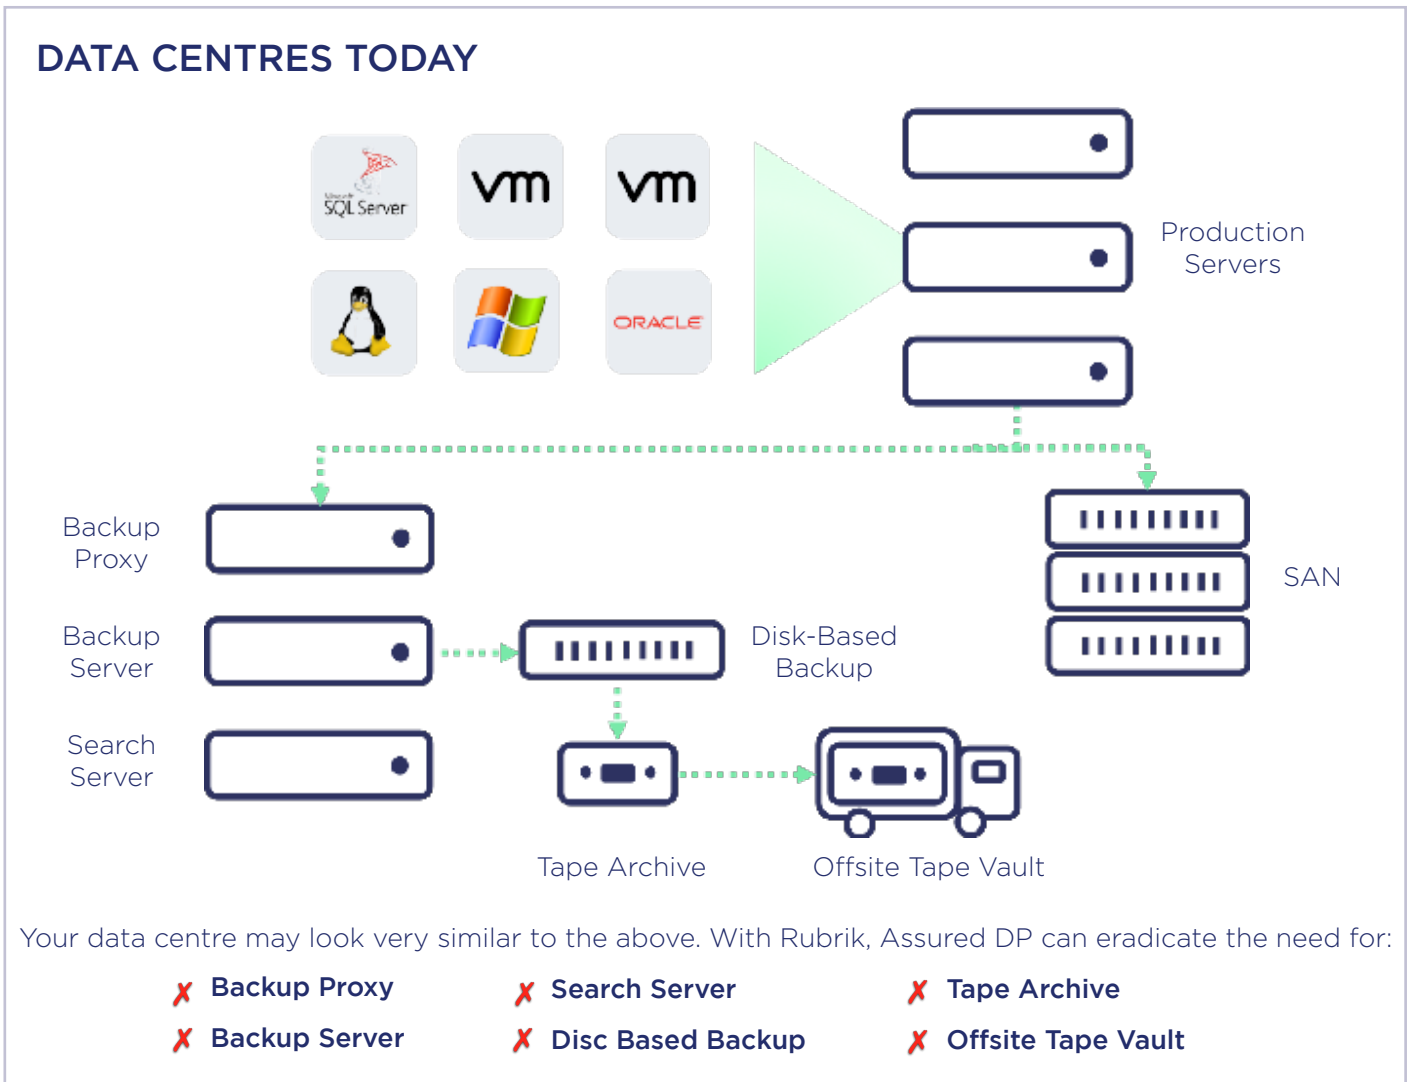 DATA CENTRES TODAY
Microsoft
SQL Server
vm
vm
ORACLE
Production
Servers
Backup
Proxy
SAN
Backup
Server
Disk-Based
Backup
Search
Server
Tape Archive
Offsite Tape Vault
Your data centre may look very similar to the above. With Rubrik, Assured DP can eradicate the need for:
✗ Backup Proxy
✗ Search Server
✗ Tape Archive
✗ Backup Server
✗ Disc Based Backup
✗ Offsite Tape Vault